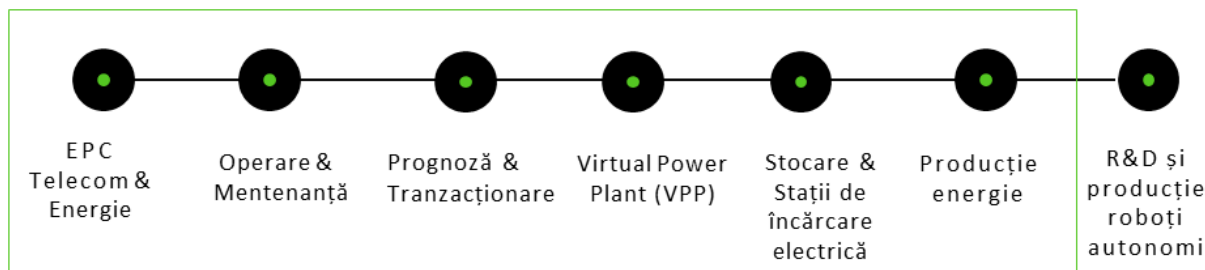 EPC
Telecom &
Energie
Operare &
Mentenanță
Prognoză &
Tranzacționare
Virtual Power
Plant (VPP)
Stocare &
Stații de
încărcare
electrică
Producție
energie
R&D și
producție
roboți
autonomi